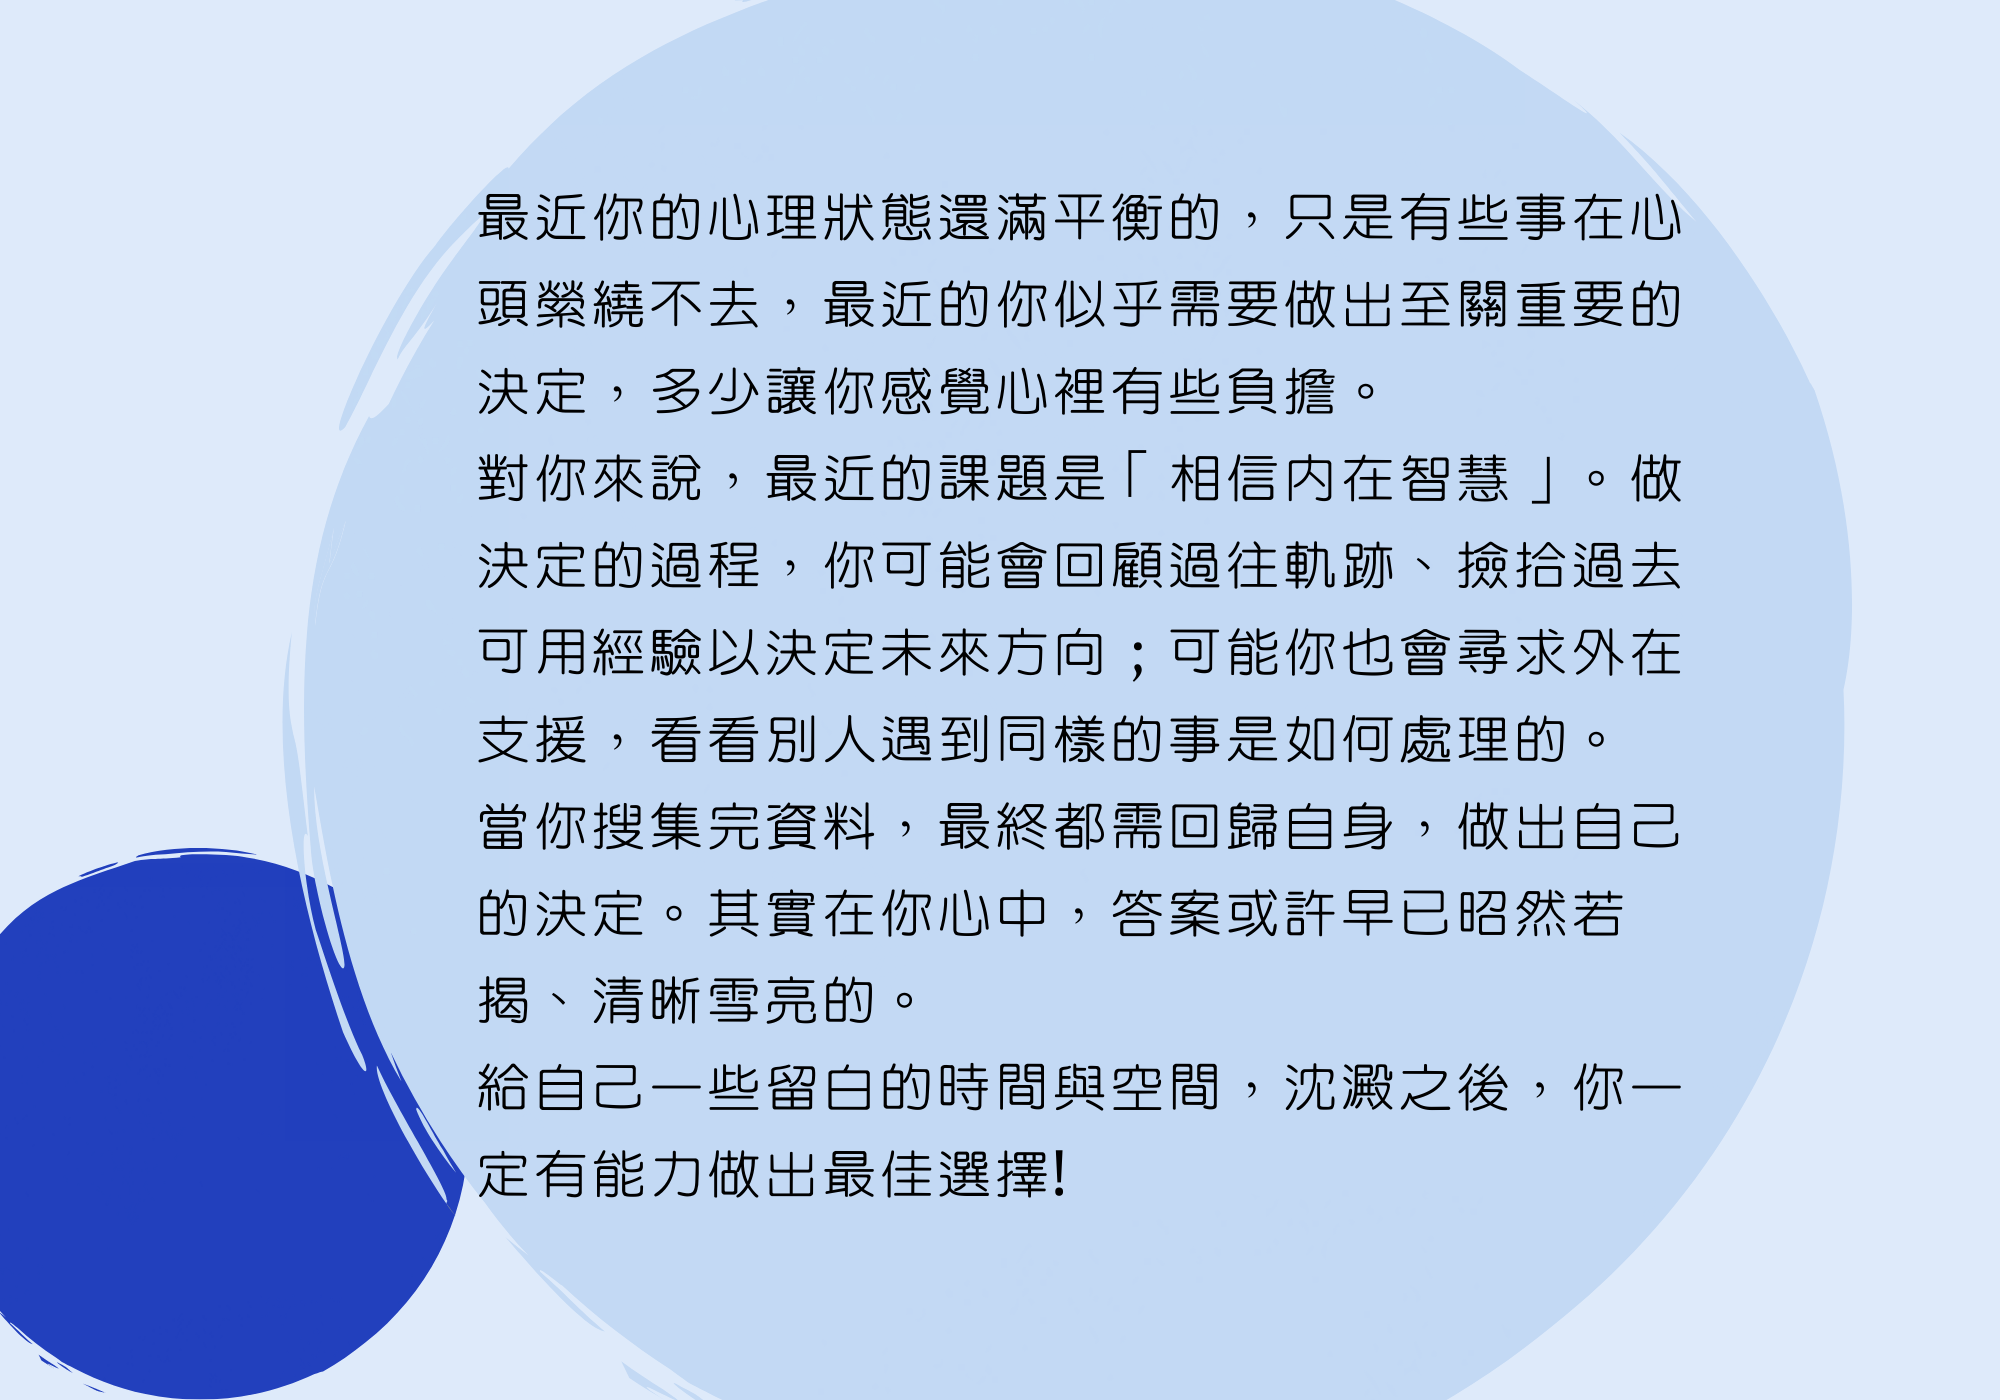 最近你的心理狀態還滿平衡的，只是有些事在心
頭縈繞不去，最近的你似乎需要做出至關重要的
決定，多少讓你感覺心裡有些負擔。
對你來說，最近的課題是「 相信內在智慧 」。做
決定的過程，你可能會回顧過往軌跡、撿拾過去
可用經驗以決定未來方向；可能你也會尋求外在
支援，看看別人遇到同樣的事是如何處理的。
當你搜集完資料，最終都需回歸自身，做出自己
的決定。其實在你心中，答案或許早已昭然若
揭、清晰雪亮的。
給自己一些留白的時間與空間，沈澱之後，你一
定有能力做出最佳選擇!